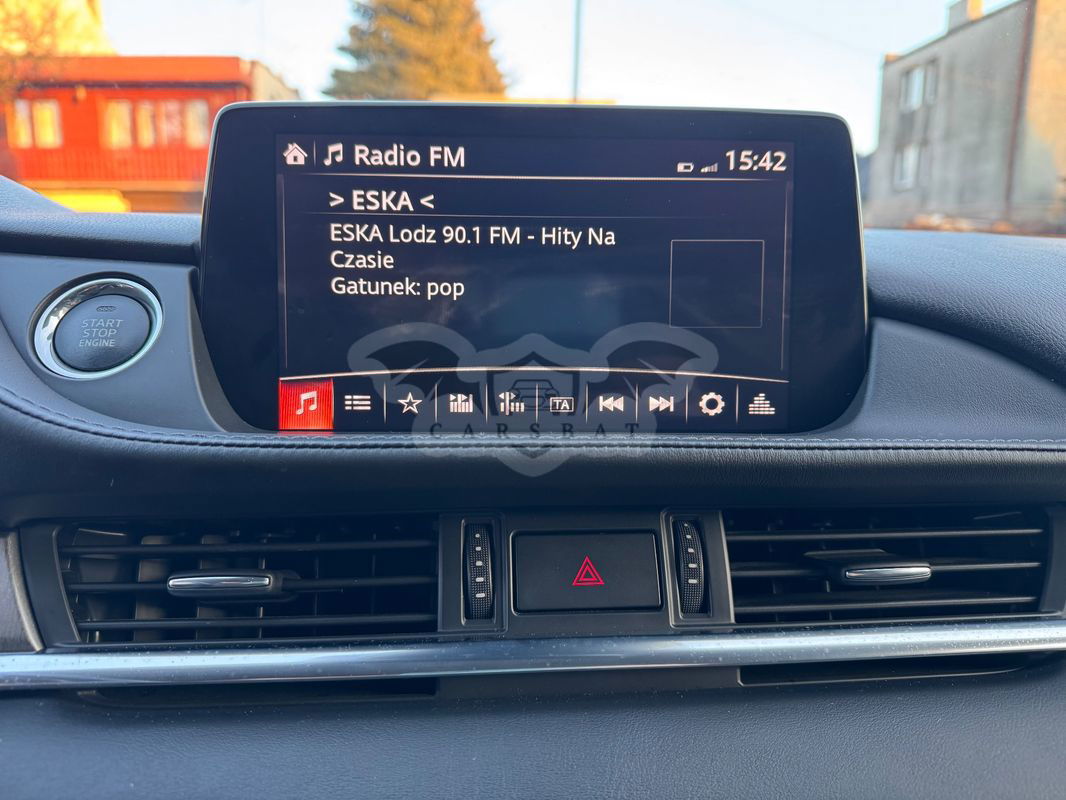 Radio FM
15:42
> ESKA <
ESKA Lodz 90.1 FM - Hity Na
Czasie
Gatunek: pop
START
STOP
ENGINE
TA
CARSBAT